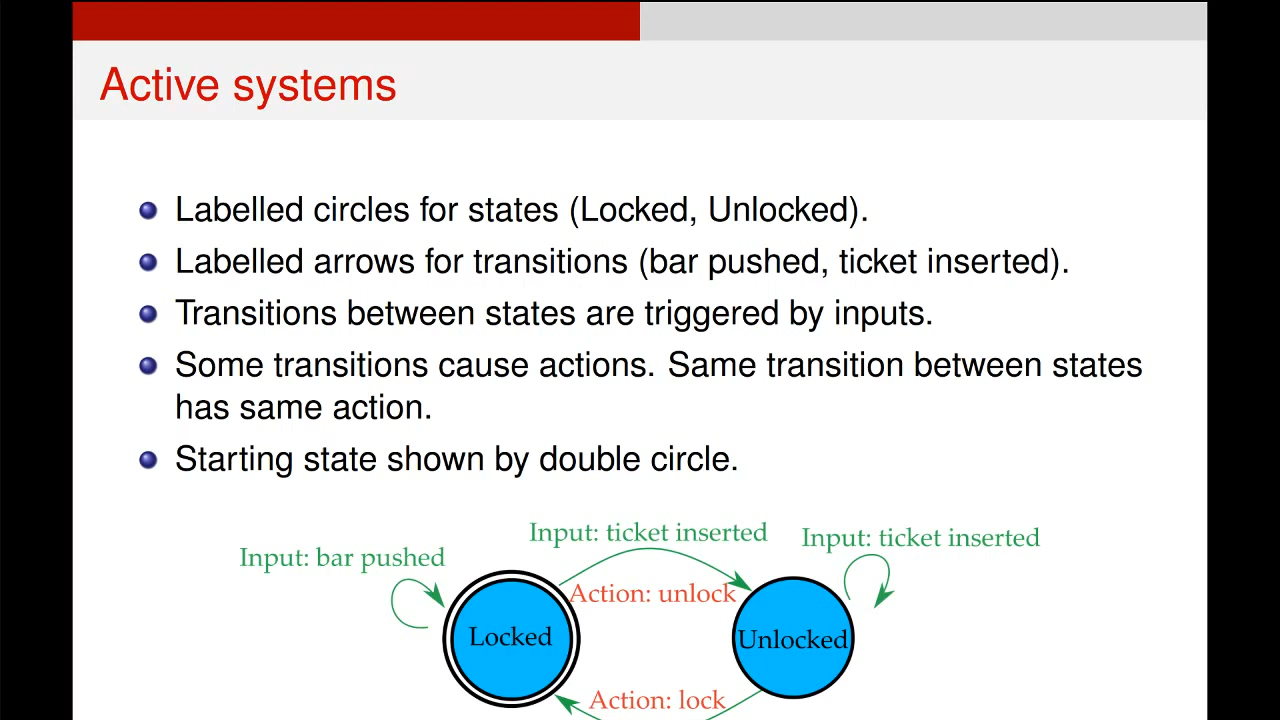 Active systems
Labelled circles for states (Locked, Unlocked).
Labelled arrows for transitions (bar pushed, ticket inserted).
Transitions between states are triggered by inputs.
Some transitions cause actions. Same transition between states
has same action.
Starting state shown by double circle.
Input: ticket inserted
Input: ticket inserted
Input: bar pushed
Action: unlock
Locked
Unlocked
Action: lock